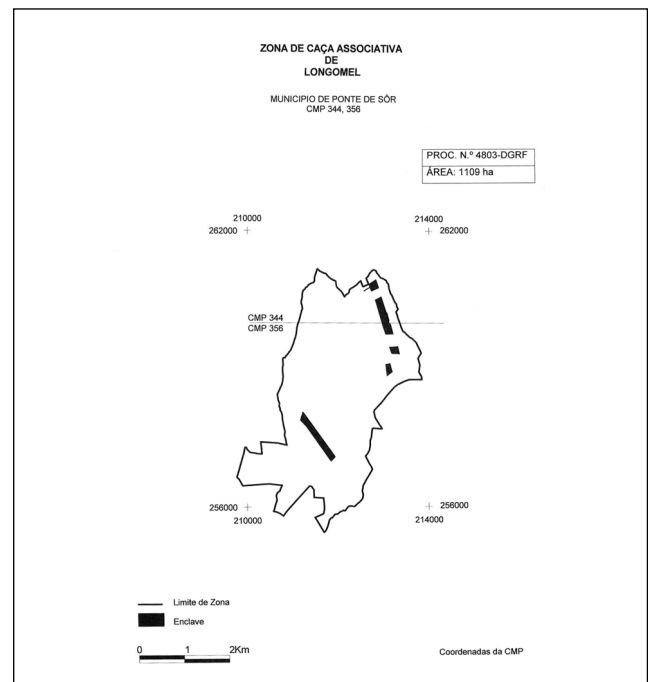 ZONA DE CAÇA ASSOCIATIVA
DE
LONGOMEL
MUNICIPIO DE PONTE DE SÔR
CMP 344, 356
PROC. N.º 4803-DGRF
ÁREA: 1109 ha
210000
214000
262000
262000
CMP 344
CMP 356
256000
256000
210000
214000
Limite de Zona
Enclave
0 1 2Km
Coordenadas da CMP